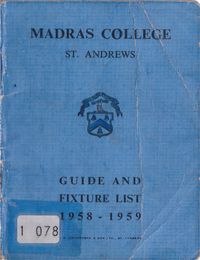 MADRAS COLLEGE
ST. ANDREWS
GUIDE AND
FIXTURE LIST
1958 - 1959
1 078